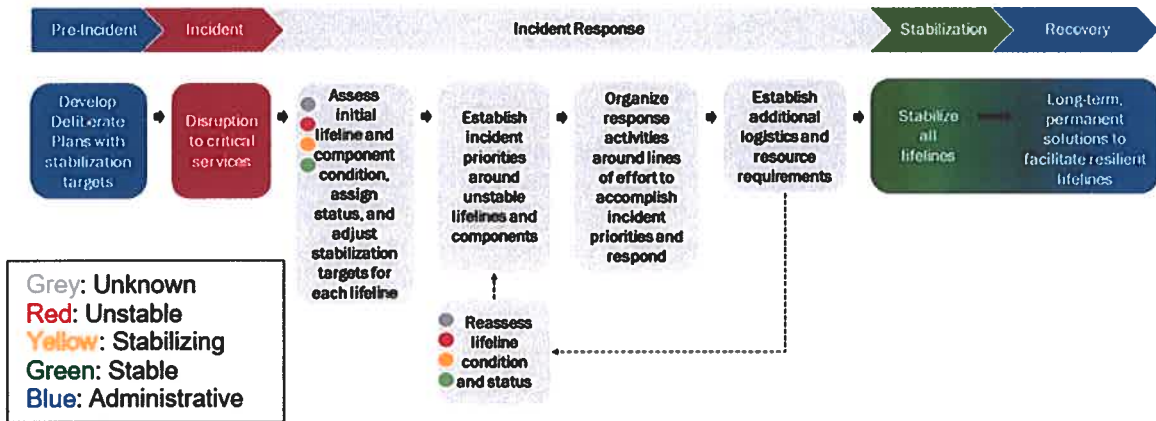 Pre-Incident
Incident
Incident Response
Stabilization
Recovery
Develop
Deliberate
Plans with
stabilization
targets
Disruption
to critical
services
Assess
initial
lifeline and
component
condition,
assign
status, and
adjust
stabilization
targets for
each lifeline
Establish
incident
priorities
around
unstable
lifelines and
components
Organize
response
activities
around lines
of effort to
accomplish
incident
priorities and
respond
Establish
additional
logistics and
resource
requirements
Stabilize
all
lifelines
Long-term,
permanent
solutions to
facilitate resilient
lifelines
Reassess
lifeline
condition
and status
Grey: Unknown
Red: Unstable
Yellow: Stabilizing
Green: Stable
Blue: Administrative